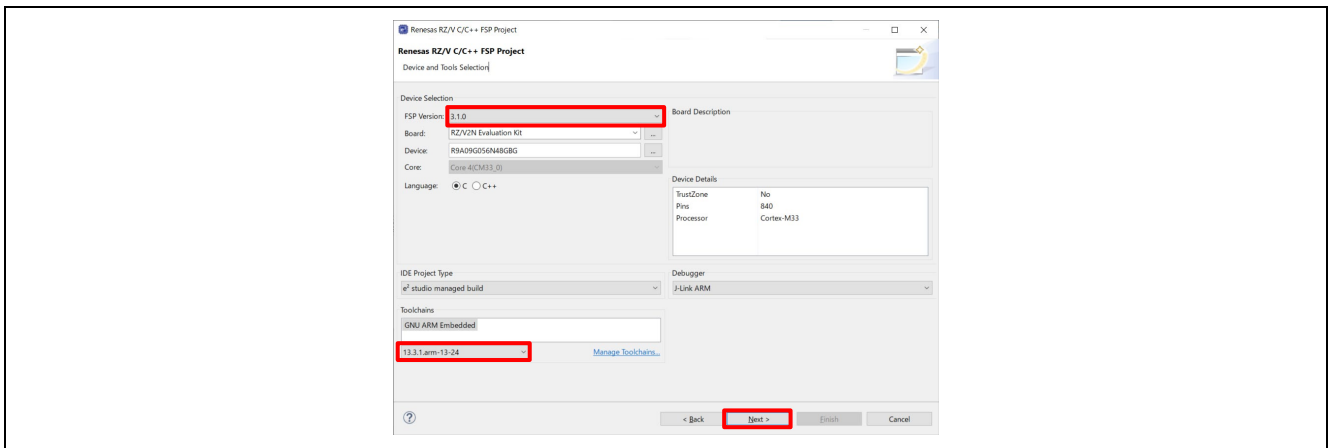 Renesas RZ/V C/C++ FSP Project
Renesas RZ/V C/C++ FSP Project
Device and Tools Selection
Device Selection
FSP Version: 3.1.0
Board: RZ/V2N Evaluation Kit ...
Device: R9A09G056N48GBG ...
Core: Core 4(CM33_0)
Language: C C++
Board Description
Device Details
TrustZone No
Pins 840
Processor Cortex-M33
IDE Project Type
e² studio managed build
Debugger
J-Link ARM
Toolchains
GNU ARM Embedded
13.3.1.arm-13-24 Manage Toolchains...
? < Back Next > Finish Cancel